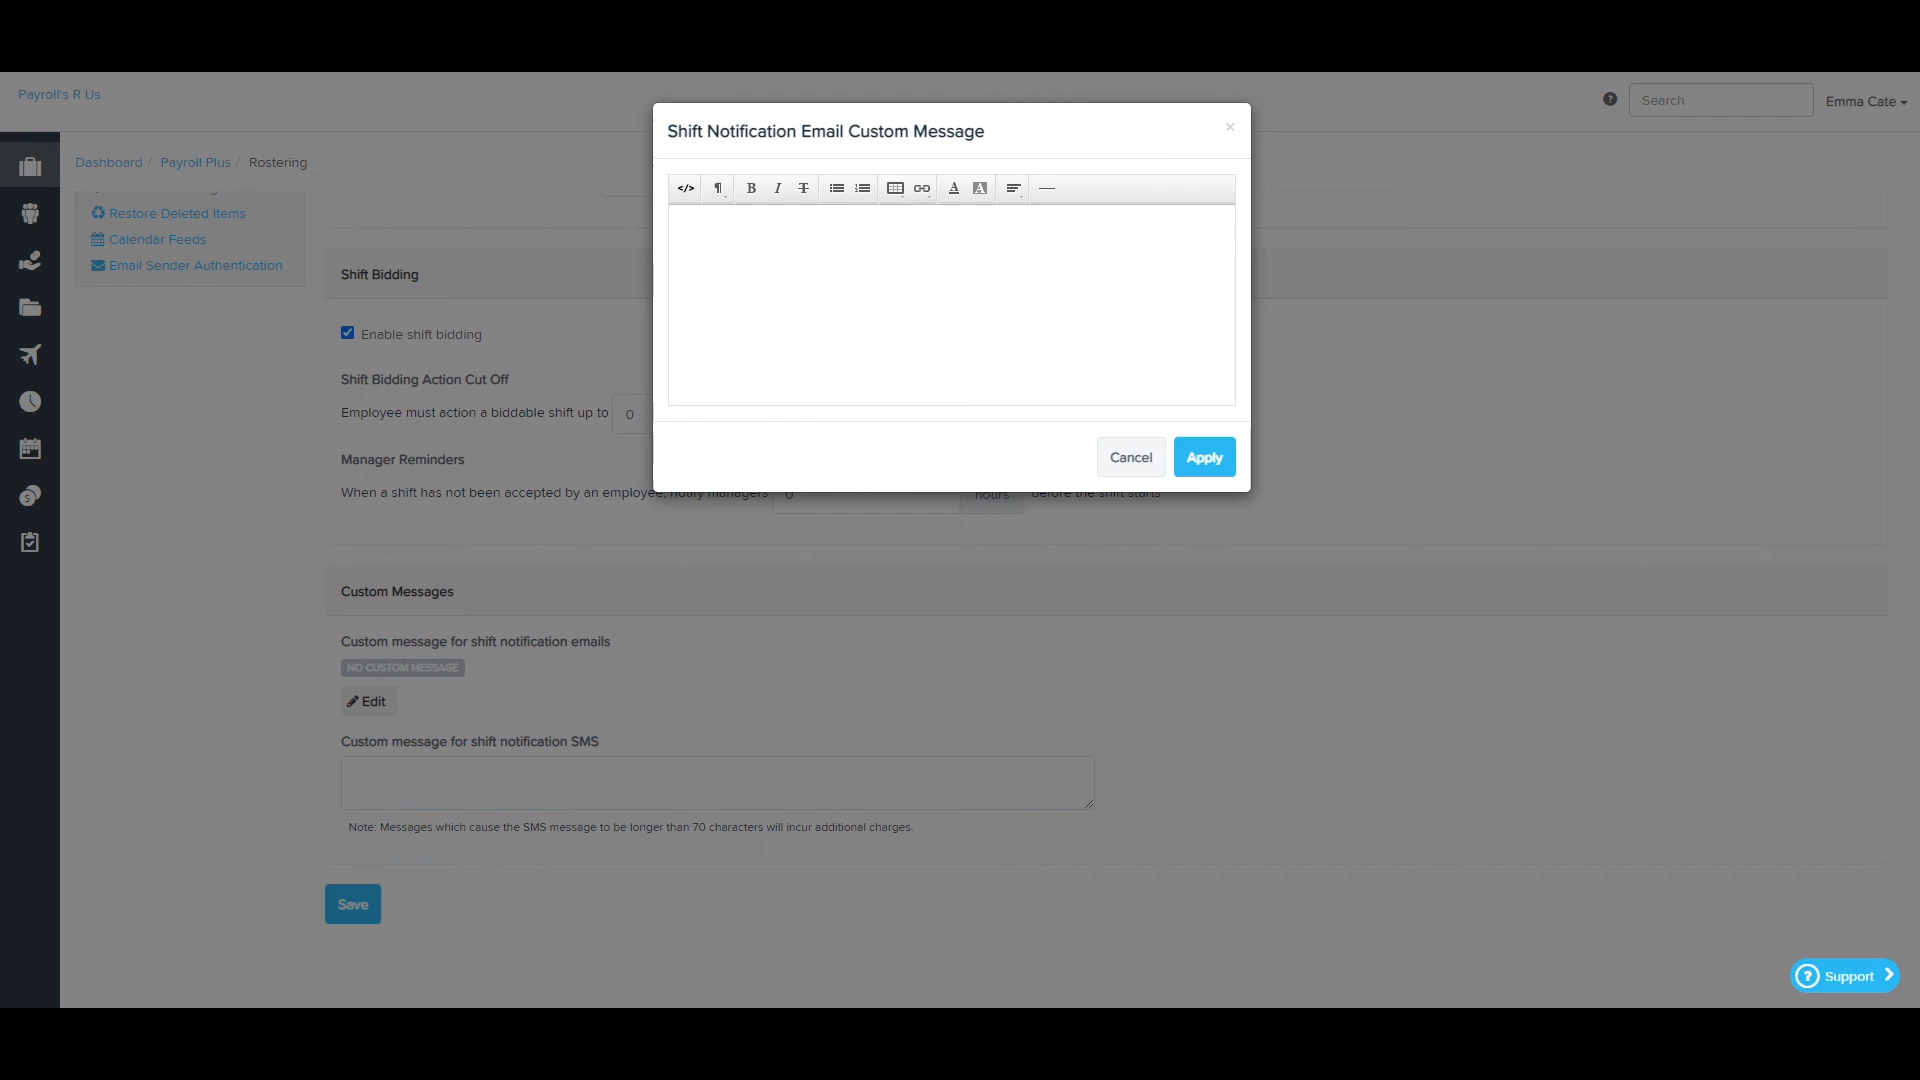 Payroll's R Us
Search
Emma Cate
Dashboard / Payroll Plus / Rostering
Restore Deleted Items
Calendar Feeds
Email Sender Authentication
Shift Notification Email Custom Message
×
</> ¶ B I T A A
Cancel
Apply
Shift Bidding
Enable shift bidding
Shift Bidding Action Cut Off
Employee must action a biddable shift up to 0
Manager Reminders
When a shift has not been accepted by an employee, notify managers 0 hours before the shift starts
Custom Messages
Custom message for shift notification emails
NO CUSTOM MESSAGE
Edit
Custom message for shift notification SMS
Note: Messages which cause the SMS message to be longer than 70 characters will incur additional charges.
Save
? Support